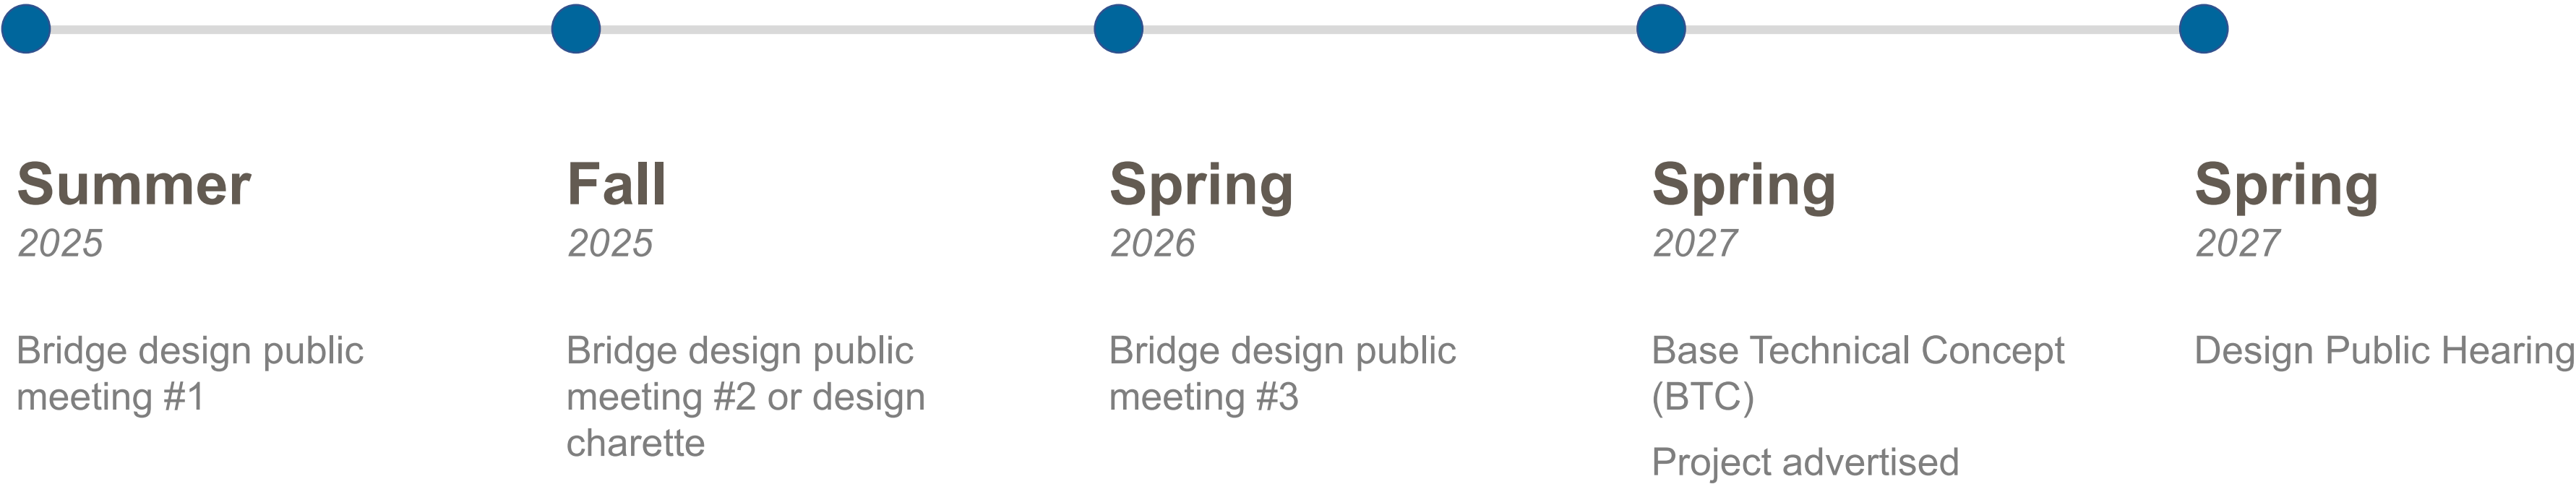 Summer
2025
Bridge design public
meeting #1
Fall
2025
Bridge design public
meeting #2 or design
charette
Spring
2026
Bridge design public
meeting #3
Spring
2027
Base Technical Concept
(BTC)
Project advertised
Spring
2027
Design Public Hearing